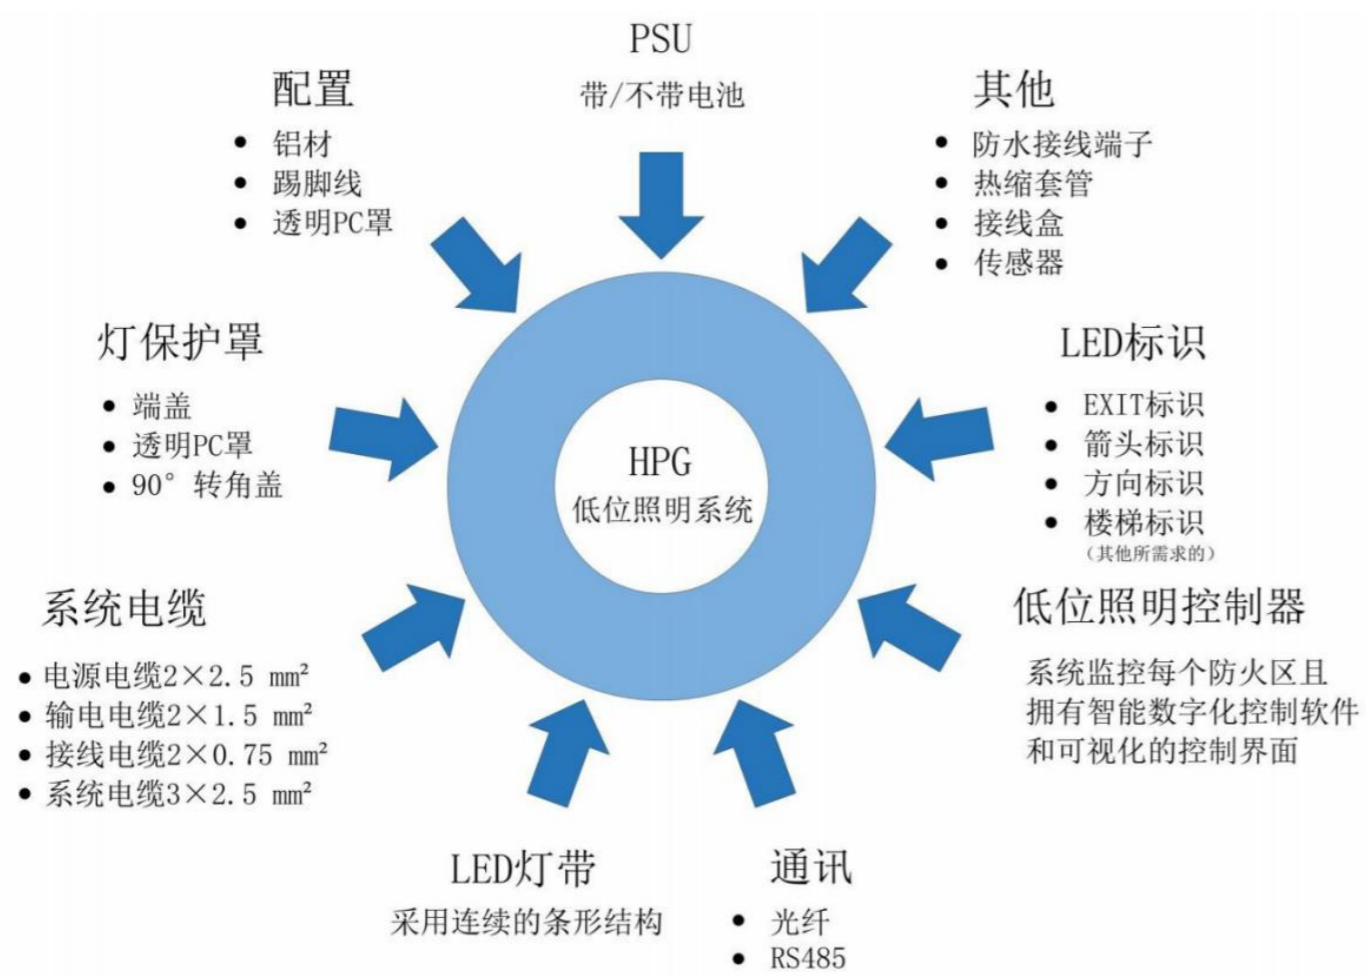 PSU
带/不带电池
配置
● 铝材
● 踢脚线
● 透明PC罩
其他
● 防水接线端子
● 热缩套管
● 接线盒
● 传感器
灯保护罩
● 端盖
● 透明PC罩
● 90°转角盖
LED标识
● EXIT标识
● 箭头标识
● 方向标识
● 楼梯标识
(其他所需求的)
HPG
低位照明系统
系统电缆
● 电源电缆2×2.5 mm²
● 输电电缆2×1.5 mm²
● 接线电缆2×0.75 mm²
● 系统电缆3×2.5 mm²
低位照明控制器
系统监控每个防火区且
拥有智能数字化控制软件
和可视化的控制界面
LED灯带
采用连续的条形结构
通讯
● 光纤
● RS485